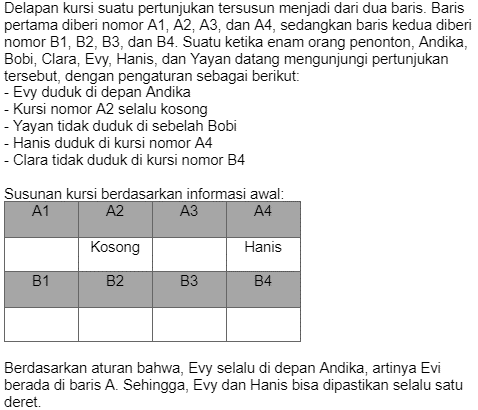 Delapan kursi suatu pertunjukan tersusun menjadi dari dua baris. Baris
pertama diberi nomor A1, A2, A3, dan A4, sedangkan baris kedua diberi
nomor B1, B2, B3, dan B4. Suatu ketika enam orang penonton, Andika,
Bobi, Clara, Evy, Hanis, dan Yayan datang mengunjungi pertunjukan
tersebut, dengan pengaturan sebagai berikut:
- Evy duduk di depan Andika
- Kursi nomor A2 selalu kosong
- Yayan tidak duduk di sebelah Bobi
- Hanis duduk di kursi nomor A4
- Clara tidak duduk di kursi nomor B4
Susunan kursi berdasarkan informasi awal:
A1 A2 A3 A4
Kosong Hanis
B1 B2 B3 B4
Berdasarkan aturan bahwa, Evy selalu di depan Andika, artinya Evi
berada di baris A. Sehingga, Evy dan Hanis bisa dipastikan selalu satu
deret.